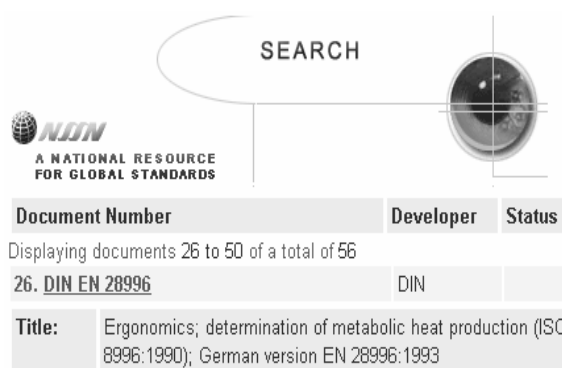 SEARCH
NSSN
A NATIONAL RESOURCE
FOR GLOBAL STANDARDS
Document Number Developer Status
Displaying documents 26 to 50 of a total of 56
26. DIN EN 28996 DIN
Title: Ergonomics; determination of metabolic heat production (ISO
8996:1990); German version EN 28996:1993